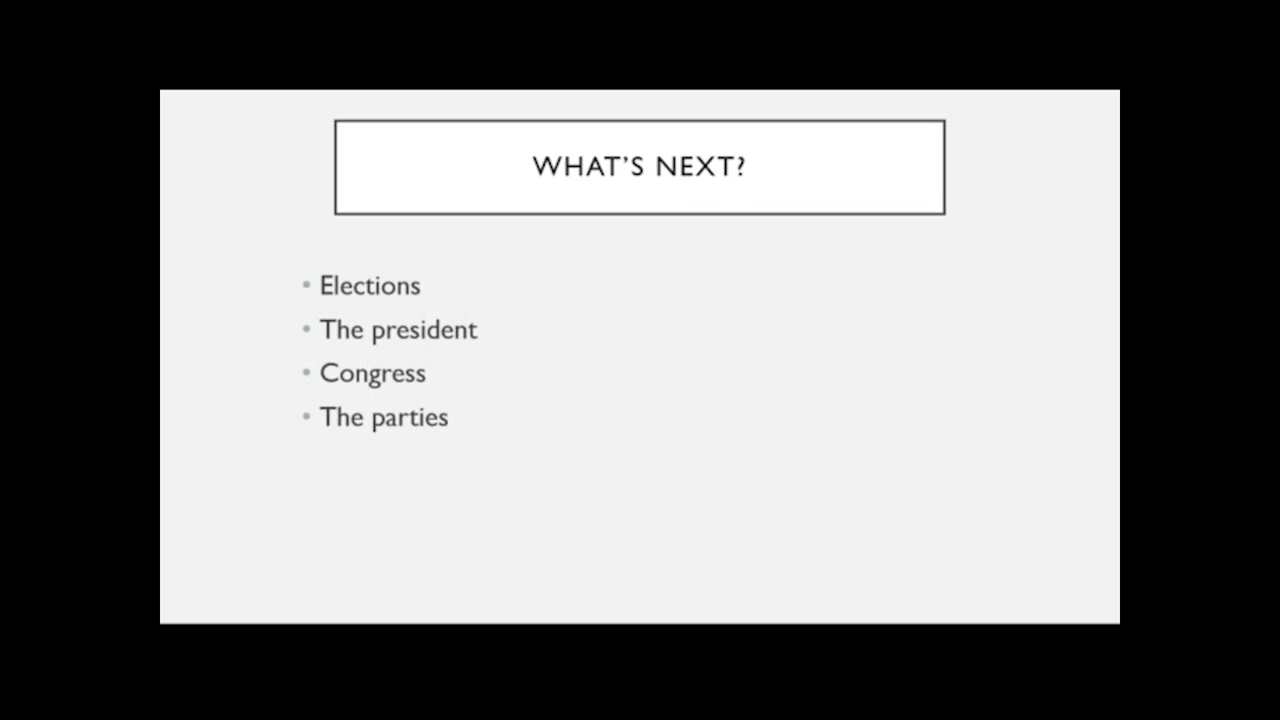 WHAT’S NEXT?
• Elections
• The president
• Congress
• The parties